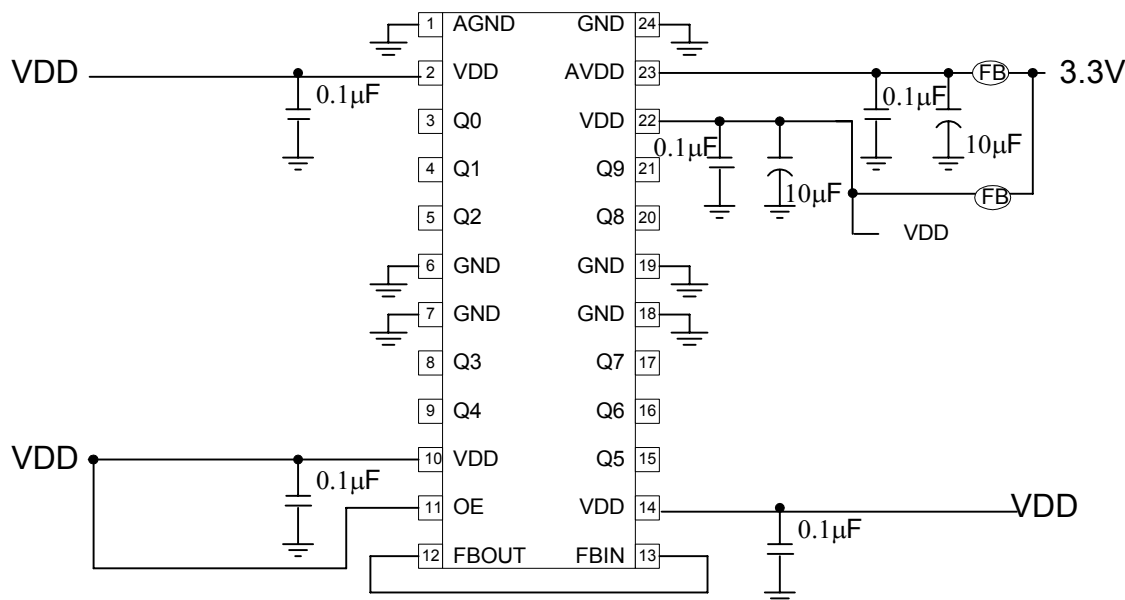 1 AGND GND 24
VDD 2 VDD AVDD 23 FB 3.3V
0.1µF 0.1µF 10µF
3 Q0 VDD 22
0.1µF 10µF
4 Q1 Q9 21
FB
5 Q2 Q8 20
VDD
6 GND GND 19
7 GND GND 18
8 Q3 Q7 17
9 Q4 Q6 16
VDD 10 VDD Q5 15
0.1µF
11 OE VDD 14 VDD
0.1µF
12 FBOUT FBIN 13